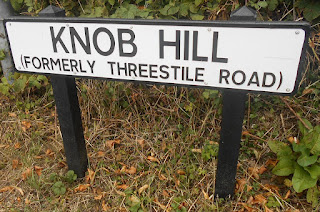 KNOB HILL
(FORMERLY THREESTILE ROAD)